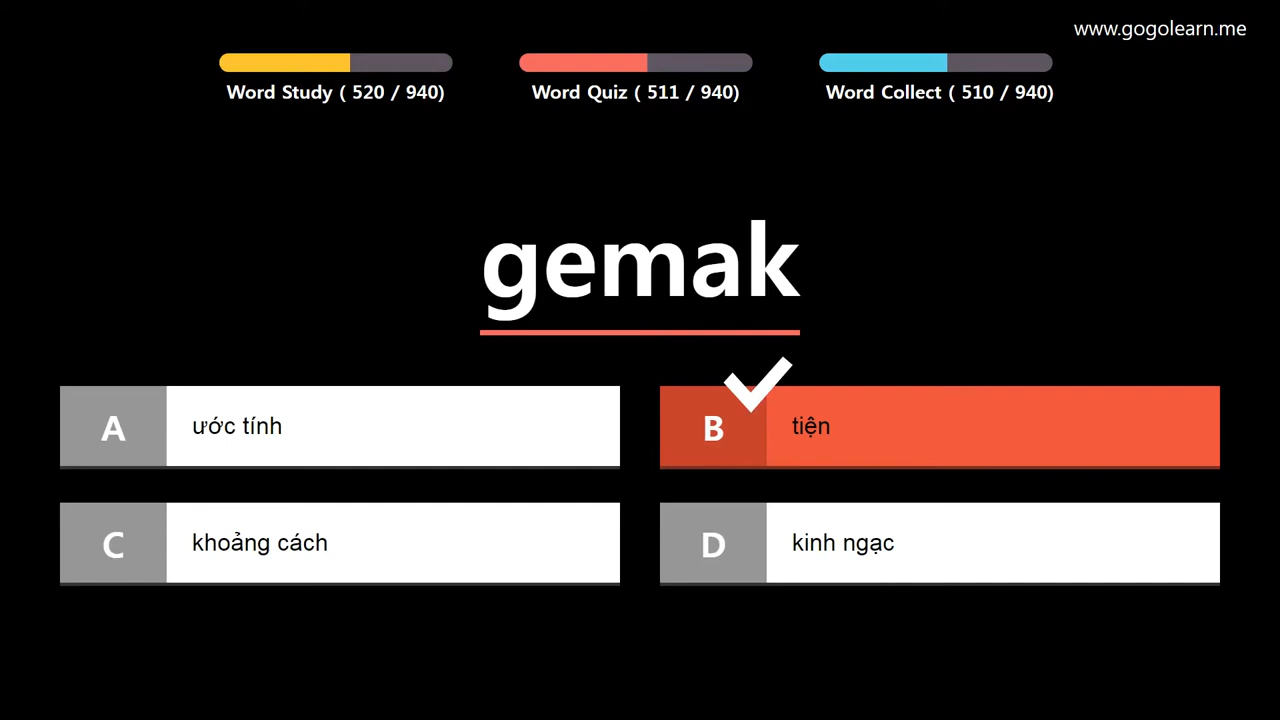 www.gogolearn.me
Word Study ( 520 / 940)
Word Quiz ( 511 / 940)
Word Collect ( 510 / 940)
gemak
A
ước tính
B
tiện
C
khoảng cách
D
kinh ngạc